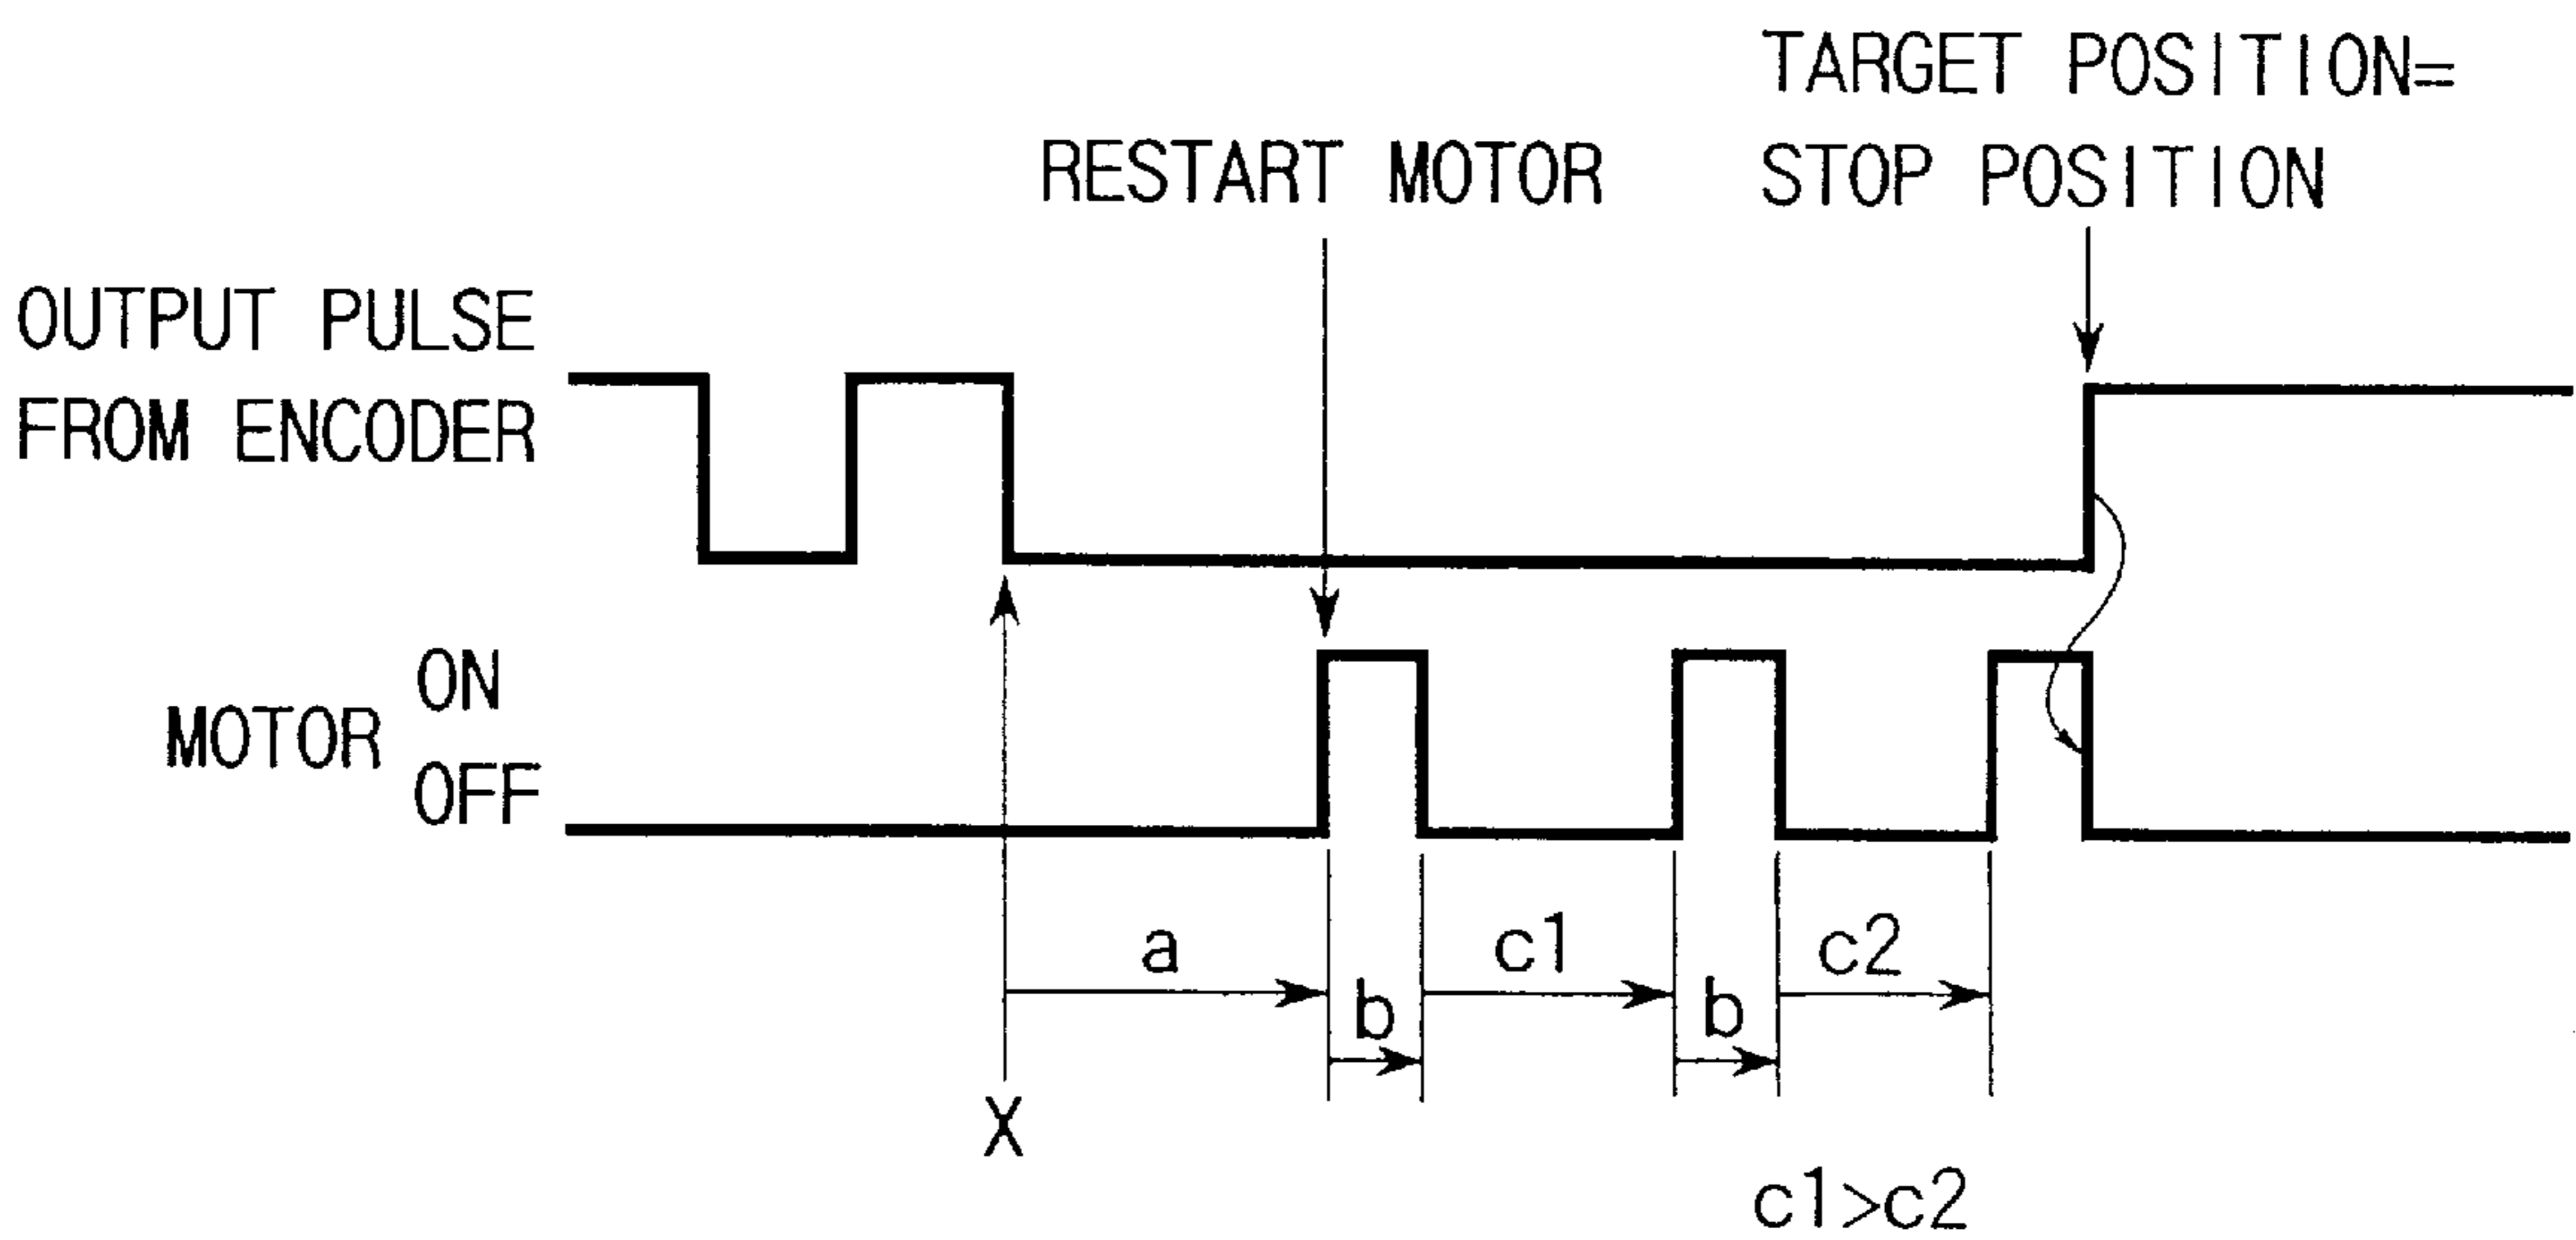 TARGET POSITION=
STOP POSITION
RESTART MOTOR
OUTPUT PULSE
FROM ENCODER
ON
MOTOR
OFF
a
b
c1
b
c2
X
c1>c2